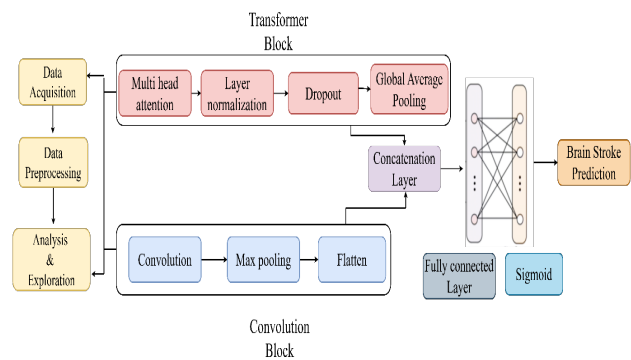 Transformer
Block
Data
Acquisition
Data
Preprocessing
Analysis
&
Exploration
Multi head
attention
Layer
normalization
Dropout
Global Average
Pooling
Concatenation
Layer
Convolution
Max pooling
Flatten
Convolution
Block
Fully connected
Layer
Sigmoid
Brain Stroke
Prediction